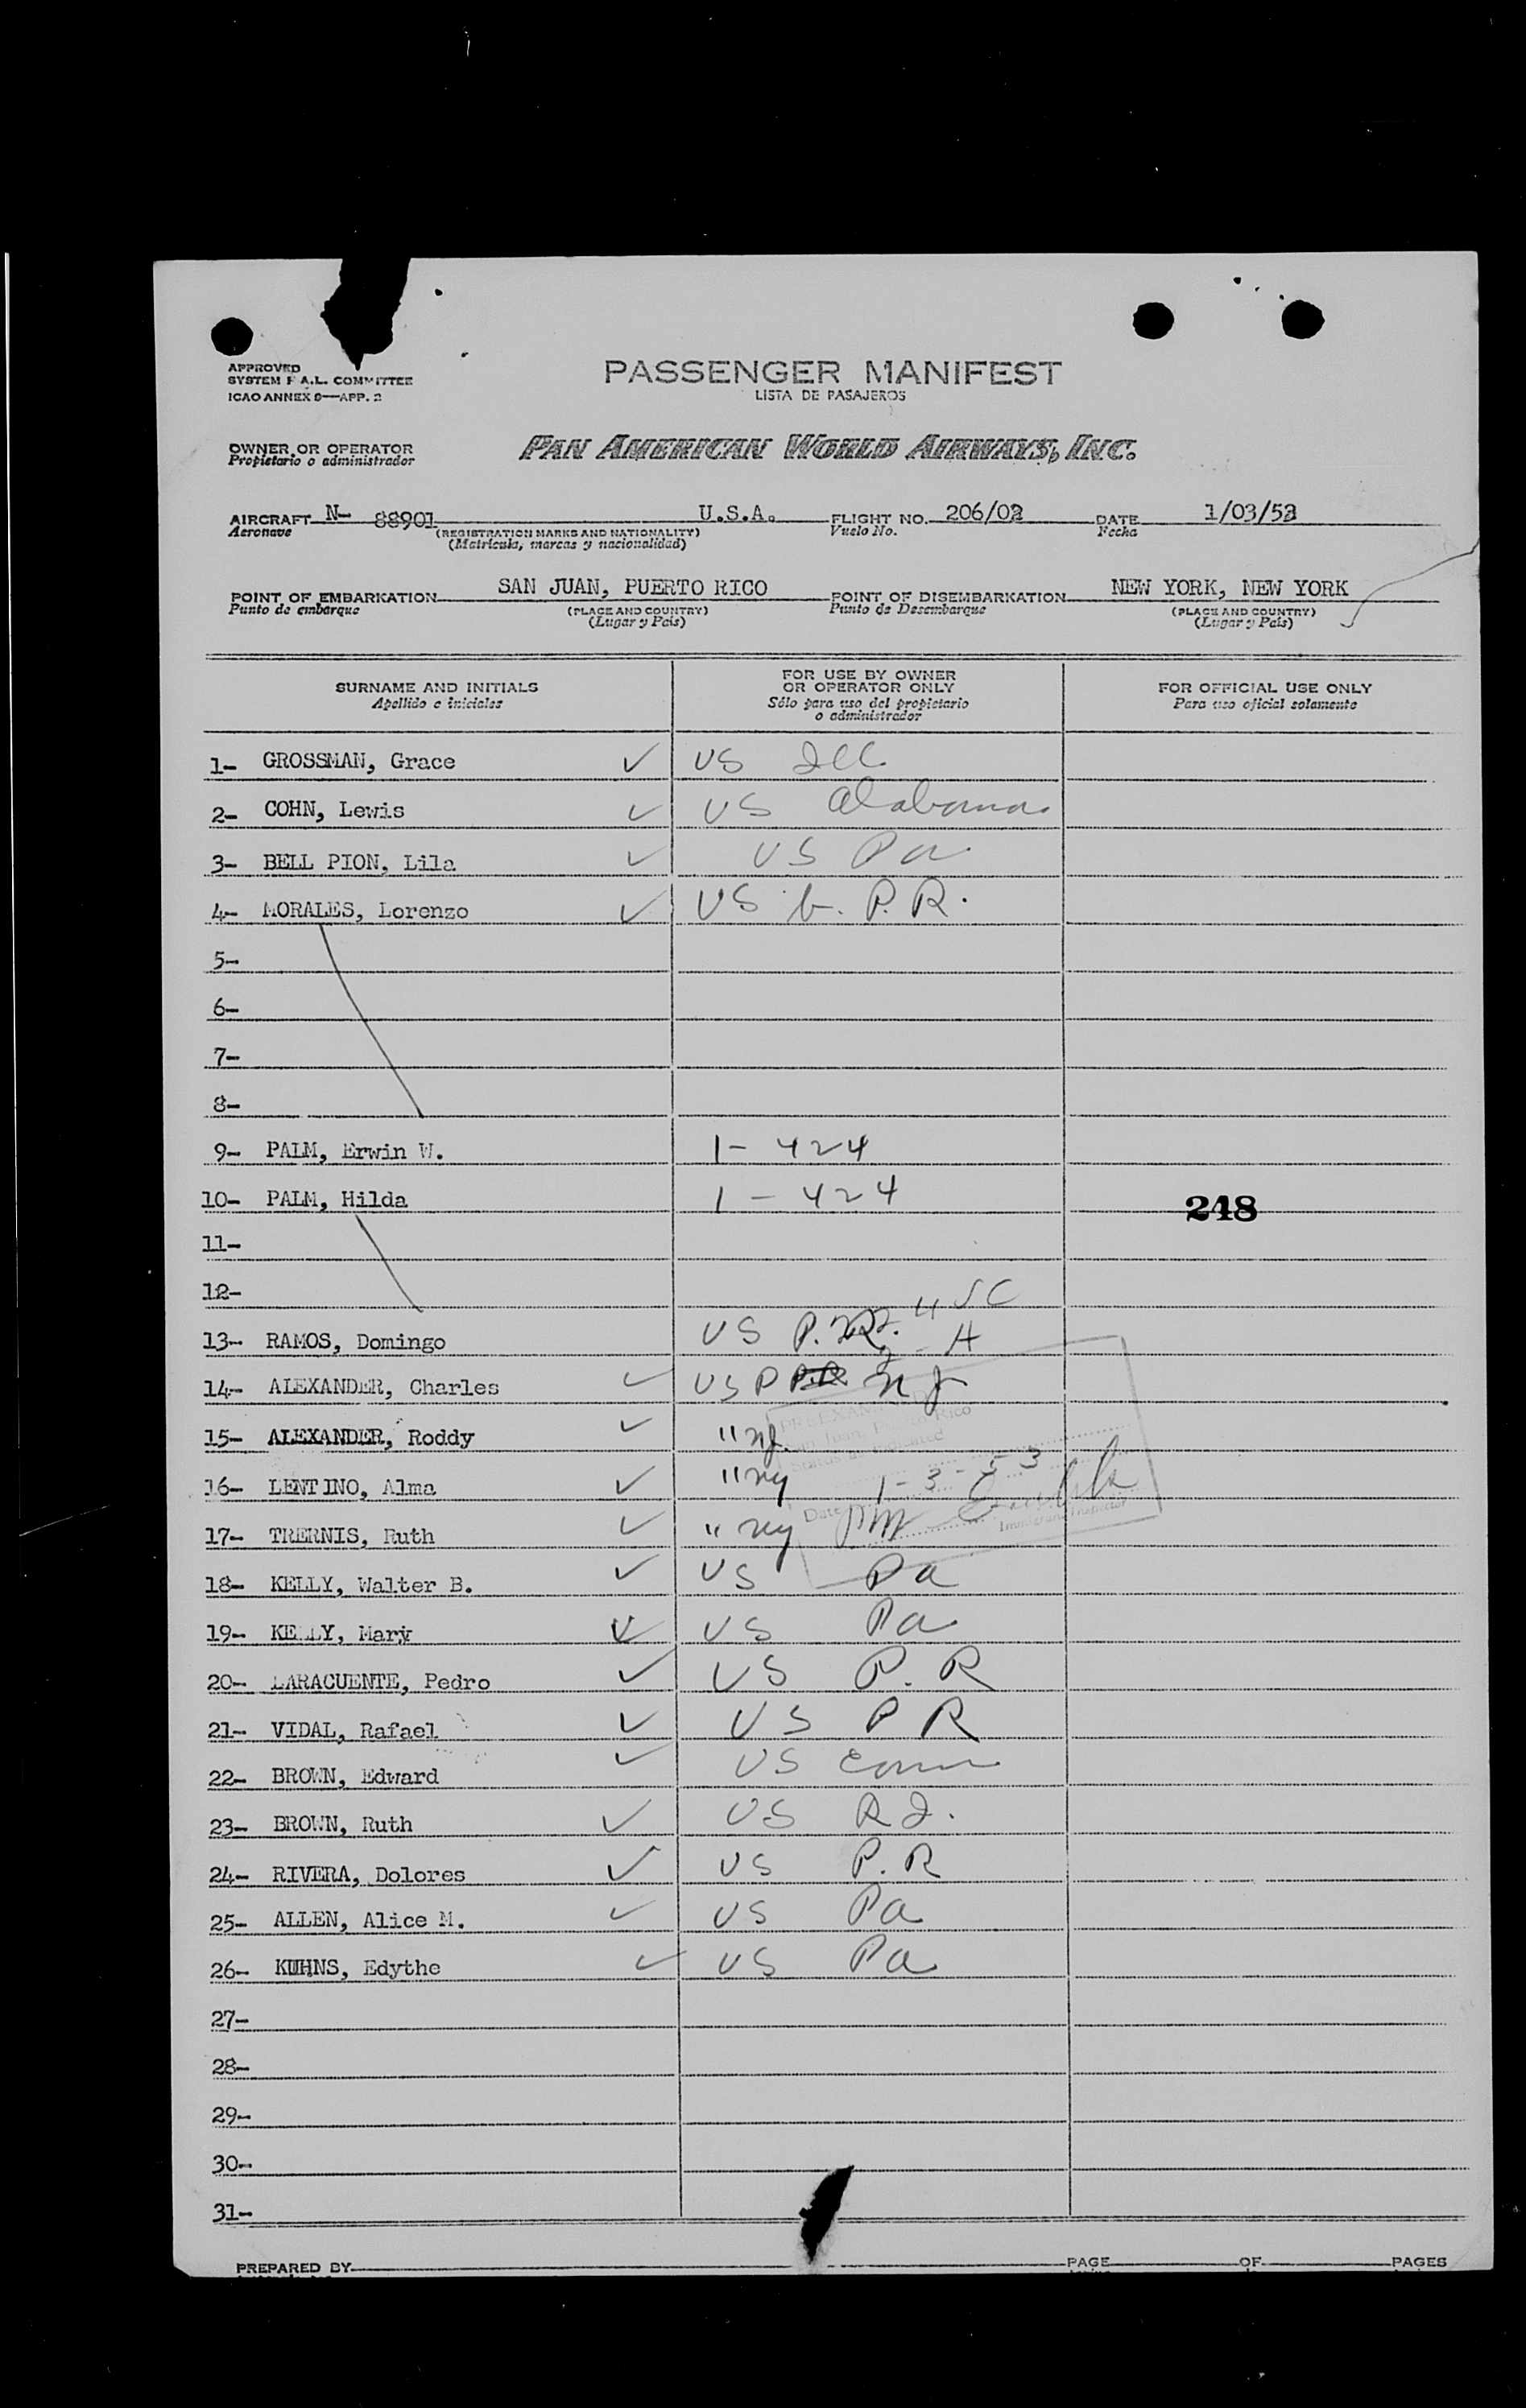 APPROVED
SYSTEM F A.L. COMMITTEE
ICAO ANNEX 9—APP. 2
PASSENGER MANIFEST
LISTA DE PASAJEROS
OWNER OR OPERATOR
Propietario o administrador
PAN AMERICAN WORLD AIRWAYS, INC.
AIRCRAFT N- 88901 U.S.A. FLIGHT NO. 206/02 DATE 1/03/53
Aeronave (REGISTRATION MARKS AND NATIONALITY) Vuelo No. Fecha
(Matrícula, marcas y nacionalidad)
POINT OF EMBARKATION SAN JUAN, PUERTO RICO POINT OF DISEMBARKATION NEW YORK, NEW YORK
Punto de embarque (PLACE AND COUNTRY) Punto de Desembarque (PLACE AND COUNTRY)
(Lugar y País) (Lugar y País)
SURNAME AND INITIALS
Apellido e iniciales
FOR USE BY OWNER
OR OPERATOR ONLY
Sólo para uso del propietario
o administrador
FOR OFFICIAL USE ONLY
Para uso oficial solamente
1- GROSSMAN, Grace ✓ US Ill
2- COHN, Lewis ✓ US Alabama
3- BELL PION, Lila ✓ US Pa
4- MORALES, Lorenzo ✓ US b. P.R.
5-
6-
7-
8-
9- PALM, Erwin W. 1- 424
10- PALM, Hilda 1 - 424 248
11-
12-
13- RAMOS, Domingo US P.
14- ALEXANDER, Charles ✓ US NJ
15- ALEXANDER, Roddy ✓ " NJ.
16- LENTINO, Alma ✓ " NY 1-3-53
17- TRERNIS, Ruth ✓ " NY
Date
Immigrant Inspector
18- KELLY, Walter B. ✓ US Pa
19- KELLY, Mary ✓ US Pa
20- LARACUENTE, Pedro ✓ US P.R
21- VIDAL, Rafael ✓ US PR
22- BROWN, Edward ✓ US Conn
23- BROWN, Ruth ✓ US R I.
24- RIVERA, Dolores ✓ US P.R
25- ALLEN, Alice M. ✓ US Pa
26- KUHNS, Edythe ✓ US Pa
27-
28-
29-
30-
31-
PREPARED BY PAGE OF PAGES